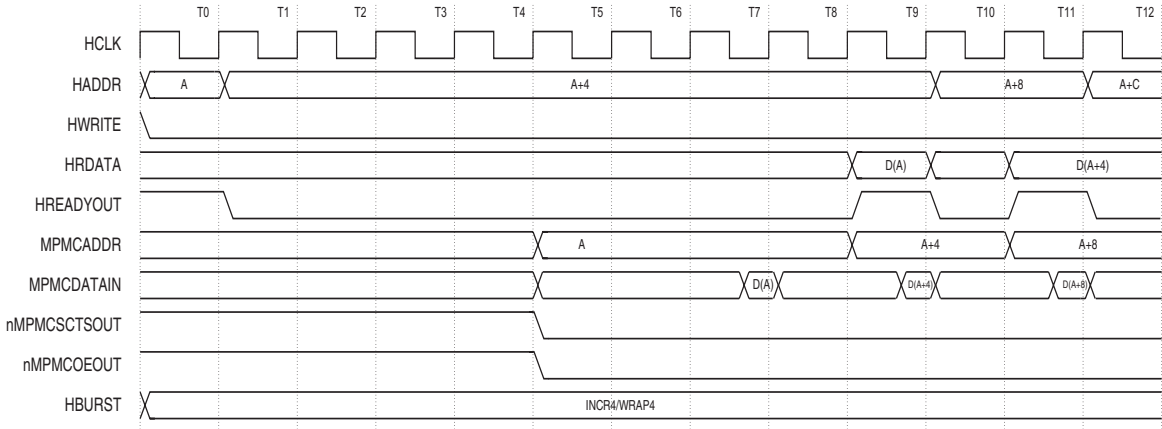 T0 T1 T2 T3 T4 T5 T6 T7 T8 T9 T10 T11 T12
HCLK
HADDR A A+4 A+8 A+C
HWRITE
HRDATA D(A) D(A+4)
HREADYOUT
MPMCADDR A A+4 A+8
MPMCDATAIN D(A) D(A+4) D(A+8)
nMPMCSCTSOUT
nMPMCOEOUT
HBURST INCR4/WRAP4